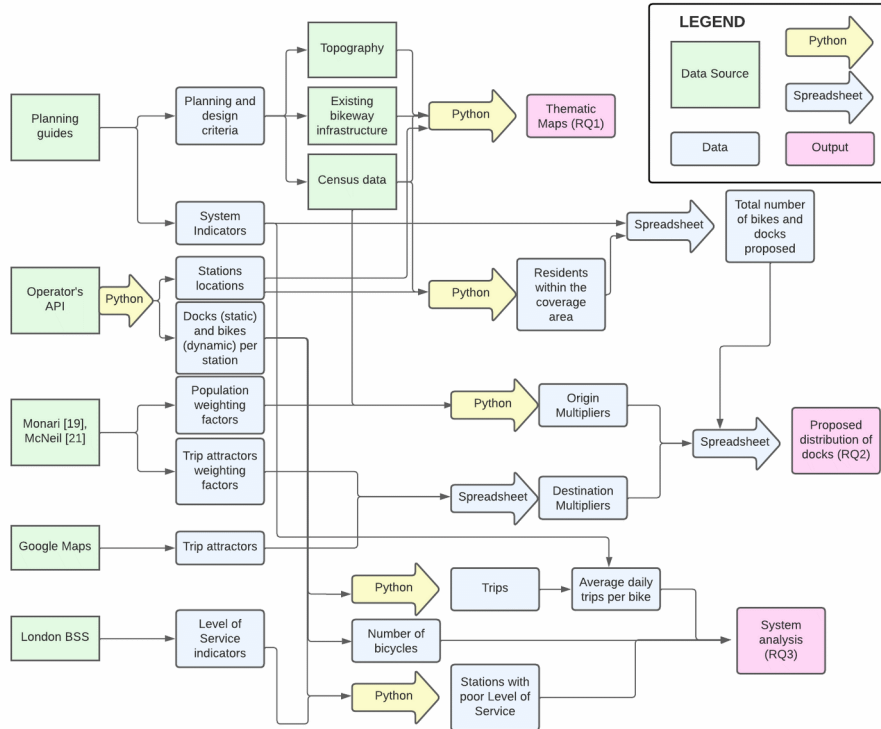 LEGEND
Data Source
Python
Spreadsheet
Data
Output
Planning
guides
Planning and
design
criteria
Topography
Existing
bikeway
infrastructure
Census data
Python
Thematic
Maps (RQ1)
System
Indicators
Spreadsheet
Total number
of bikes and
docks
proposed
Operator's
API
Python
Stations
locations
Docks (static)
and bikes
(dynamic) per
station
Python
Residents
within the
coverage
area
Monari [19],
McNeil [21]
Population
weighting
factors
Trip attractors
weighting
factors
Python
Origin
Multipliers
Spreadsheet
Destination
Multipliers
Spreadsheet
Proposed
distribution of
docks (RQ2)
Google Maps
Trip attractors
Python
Trips
Average daily
trips per bike
London BSS
Level of
Service
indicators
Number of
bicycles
Python
Stations with
poor Level of
Service
System
analysis
(RQ3)